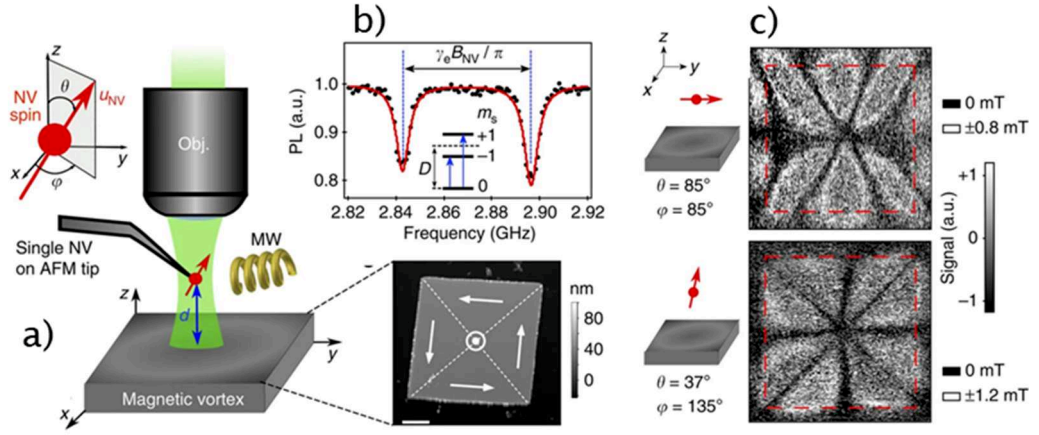 a)
z
θ
u_NV
NV
spin
x
φ
y
Obj.
Single NV
on AFM tip
MW
d
z
y
x
Magnetic vortex
nm
80
40
0
b)
γ_e B_NV / π
PL (a.u.)
1.0
0.9
0.8
m_s
+1
−1
0
D
2.82 2.84 2.86 2.88 2.90 2.92
Frequency (GHz)
c)
z
y
x
θ = 85°
φ = 85°
0 mT
±0.8 mT
θ = 37°
φ = 135°
Signal (a.u.)
+1
0
−1
0 mT
±1.2 mT